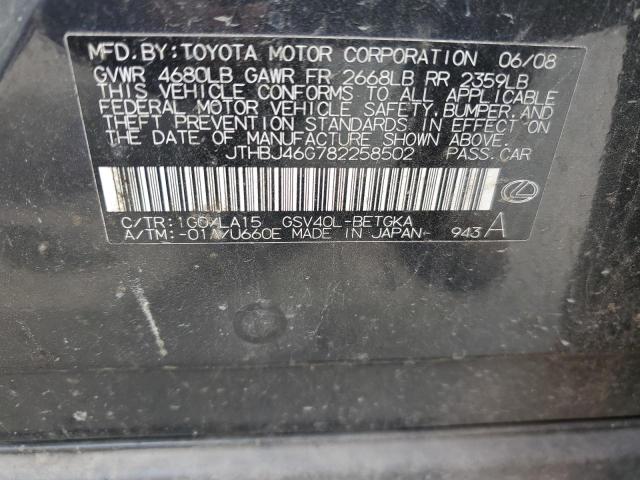 MFD. BY: TOYOTA MOTOR CORPORATION 06/08
GVWR 4680LB GAWR FR 2668LB RR 2359LB
THIS VEHICLE CONFORMS TO ALL APPLICABLE
FEDERAL MOTOR VEHICLE SAFETY, BUMPER, AND
THEFT PREVENTION STANDARDS IN EFFECT ON
THE DATE OF MANUFACTURE SHOWN ABOVE.
JTHBJ46G782258502 PASS. CAR
C/TR: 1G0/LA15 GSV40L-BETGKA
A/TM: -01A/U660E MADE IN JAPAN 943 A